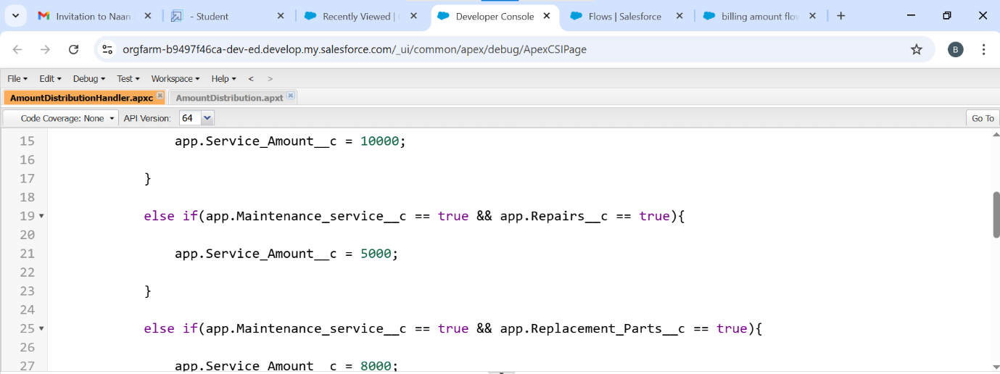 Invitation to Naan
- Student
Recently Viewed |
Developer Console
Flows | Salesforce
billing amount flow
orgfarm-b9497f46ca-dev-ed.develop.my.salesforce.com/_ui/common/apex/debug/ApexCSIPage
B
File Edit Debug Test Workspace Help < >
AmountDistributionHandler.apxc AmountDistribution.apxt
Code Coverage: None API Version: 64 Go To
15 app.Service_Amount__c = 10000;
16
17 }
18
19 else if(app.Maintenance_service__c == true && app.Repairs__c == true){
20
21 app.Service_Amount__c = 5000;
22
23 }
24
25 else if(app.Maintenance_service__c == true && app.Replacement_Parts__c == true){
26
27 app.Service_Amount__c = 8000;